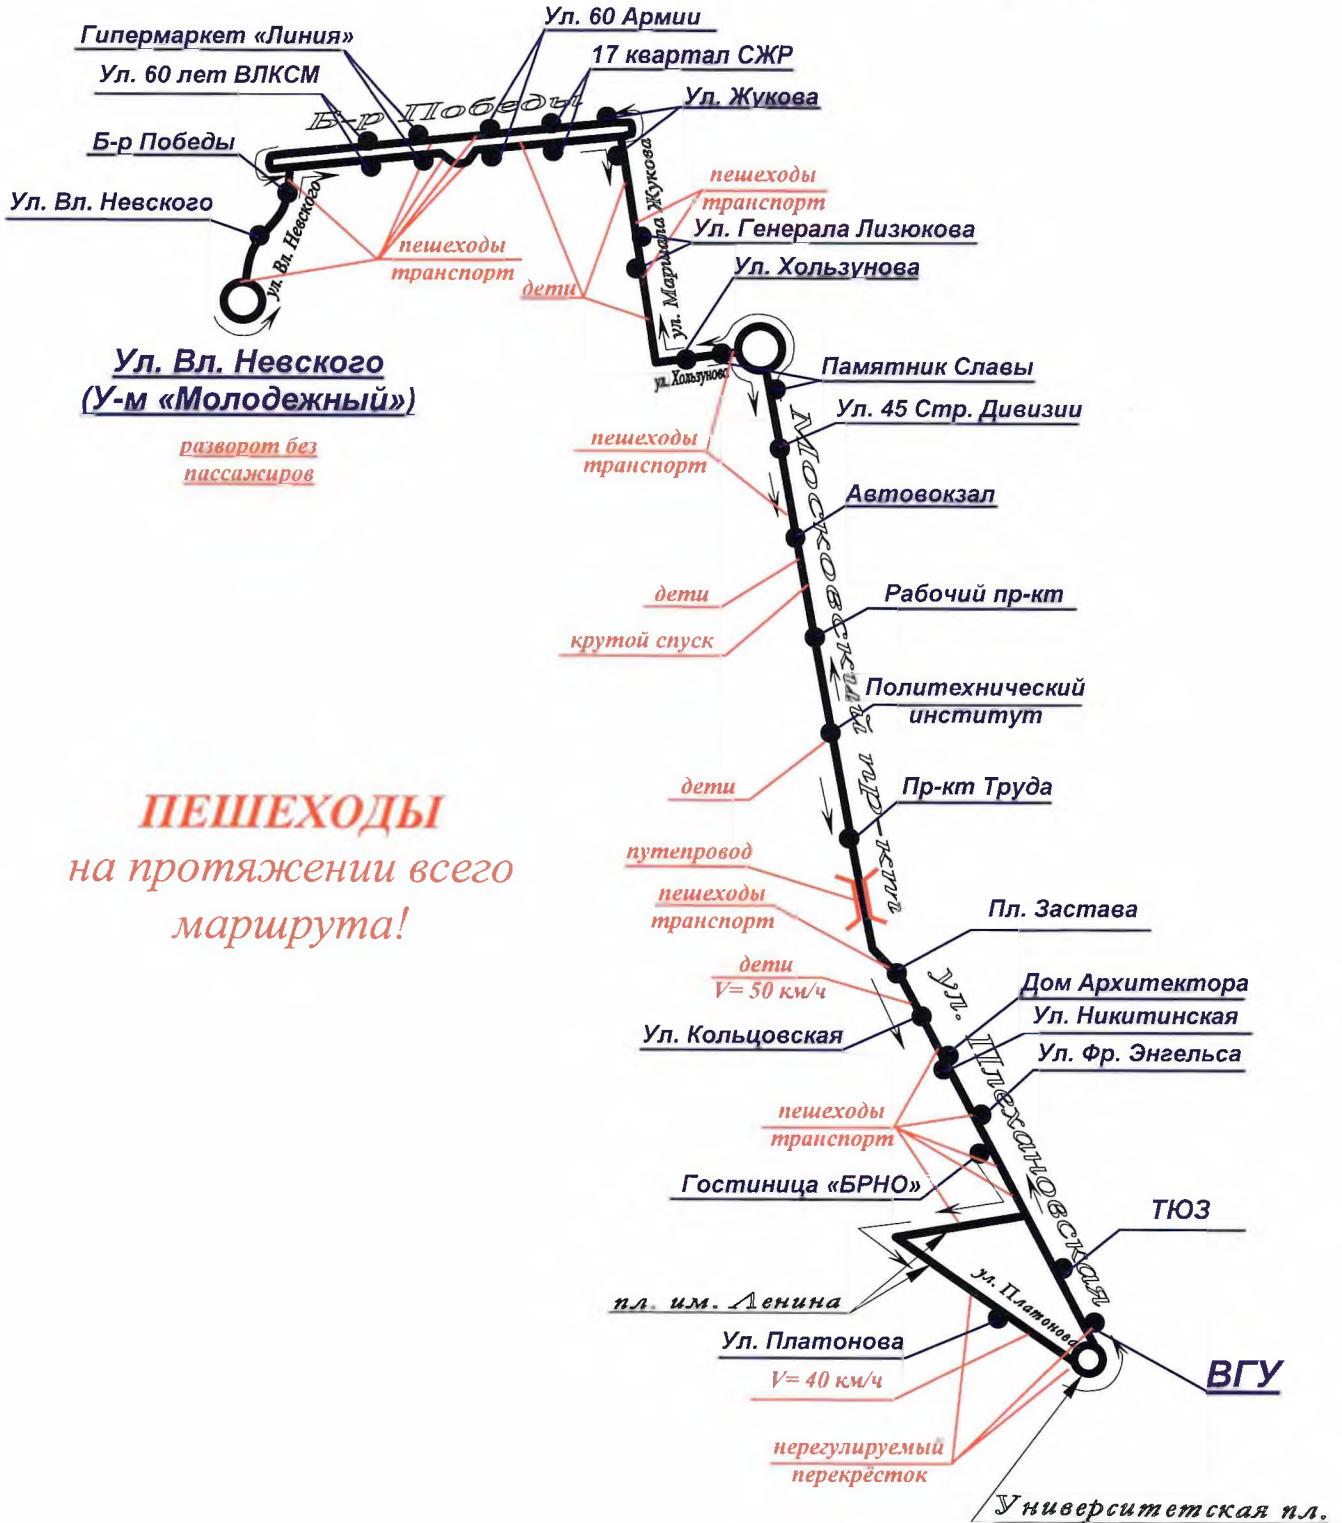 Ул. 60 Армии
Гипермаркет «Линия»
17 квартал СЖР
Ул. 60 лет ВЛКСМ
Ул. Жукова
Б-р Победы
Б-р Победы
Ул. Вл. Невского
ул. Вл. Невского
пешеходы
транспорт
дети
ул. Маршала Жукова
пешеходы
транспорт
Ул. Генерала Лизюкова
Ул. Хользунова
ул. Хользунова
Ул. Вл. Невского
(У-м «Молодежный»)
разворот без
пассажиров
Памятник Славы
Ул. 45 Стр. Дивизии
пешеходы
транспорт
Московский пр-кт
Автовокзал
дети
Рабочий пр-кт
крутой спуск
Политехнический
институт
дети
Пр-кт Труда
ПЕШЕХОДЫ
на протяжении всего
маршрута!
путепровод
пешеходы
транспорт
Пл. Застава
дети
V= 50 км/ч
ул. Плехановская
Дом Архитектора
Ул. Никитинская
Ул. Кольцовская
Ул. Фр. Энгельса
пешеходы
транспорт
Гостиница «БРНО»
ТЮЗ
пл. им. Ленина
ул. Платонова
Ул. Платонова
V= 40 км/ч
ВГУ
нерегулируемый
перекрёсток
Университетская пл.